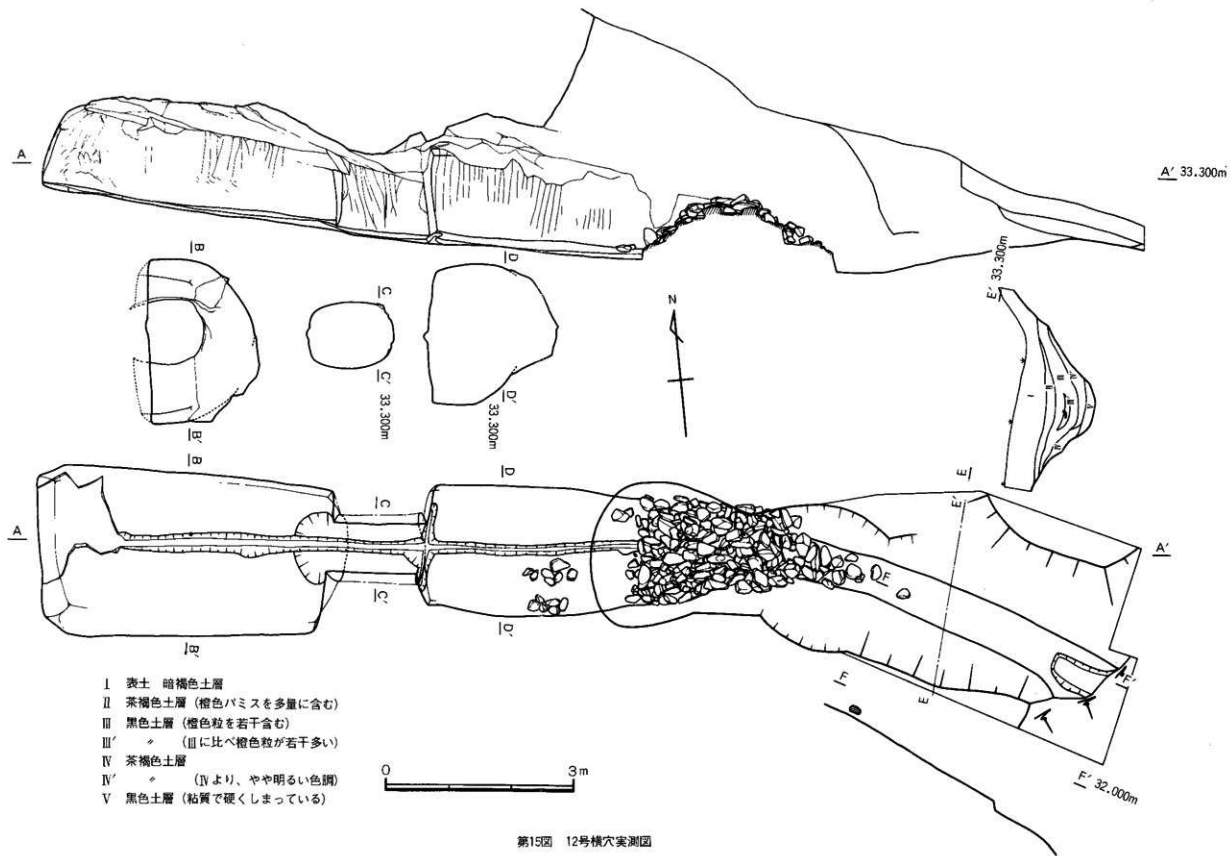 A
A' 33.300m
B
B'
C
C' 33.300m
D
D'
33.300m
N
E' 33.300m
I
II
III
III'
IV
IV'
V
E
A
B
B'
C
C'
D
D'
E'
E
F
F'
A'
F
F' 32.000m
I 表土 暗褐色土層
II 茶褐色土層 (橙色パミスを多量に含む)
III 黒色土層 (橙色粒を若干含む)
III' 〃 (IIIに比べ橙色粒が若干多い)
IV 茶褐色土層
IV' 〃 (IVより、やや明るい色調)
V 黒色土層 (粘質で硬くしまっている)
0 3m
第15図 12号横穴実測図